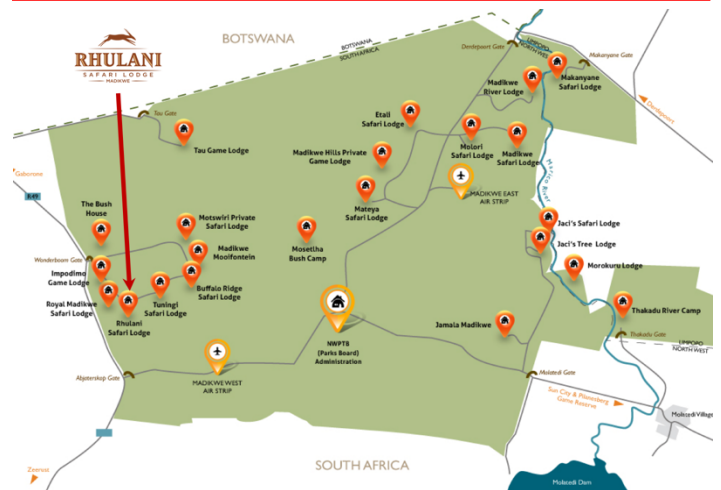 RHULANI
SAFARI LODGE
MADIKWE
BOTSWANA
BOTSWANA
SOUTH AFRICA
Derdepoort Gate
LIMPOPO
NORTH WEST
Makanyane Gate
Makanyane
Safari Lodge
Madikwe
River Lodge
Derdepoort
Tau Gate
Tau Game Lodge
Etali
Safari Lodge
Molori
Safari Lodge
Madikwe
Safari Lodge
Madikwe Hills Private
Game Lodge
Marico River
Gaborone
R49
Mateya
Safari Lodge
MADIKWE EAST
AIR STRIP
The Bush
House
Motswiri Private
Safari Lodge
Mosetlha
Bush Camp
Jaci's Safari Lodge
Jaci's Tree Lodge
Madikwe
Mooifontein
Wonderboom Gate
Impodimo
Game Lodge
Morukuru Lodge
Buffalo Ridge
Safari Lodge
Tuningi
Safari Lodge
Royal Madikwe
Safari Lodge
Rhulani
Safari Lodge
Thakadu River Camp
Jamala Madikwe
Thakadu Gate
LIMPOPO
NORTH WEST
NWPTB
(Parks Board)
Administration
Abjaterskop Gate
MADIKWE WEST
AIR STRIP
Molatedi Gate
Sun City & Pilanesberg
Game Reserve
Molatedi Village
SOUTH AFRICA
Zeerust
Molatedi Dam